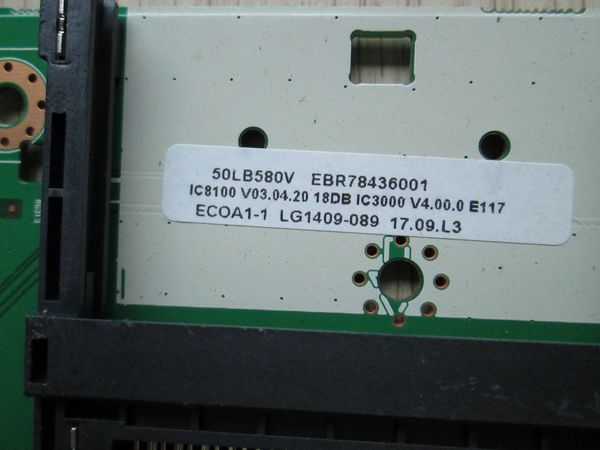 50LB580V EBR78436001
IC8100 V03.04.20 18DB IC3000 V4.00.0 E117
ECOA1-1 LG1409-089 17.09.L3